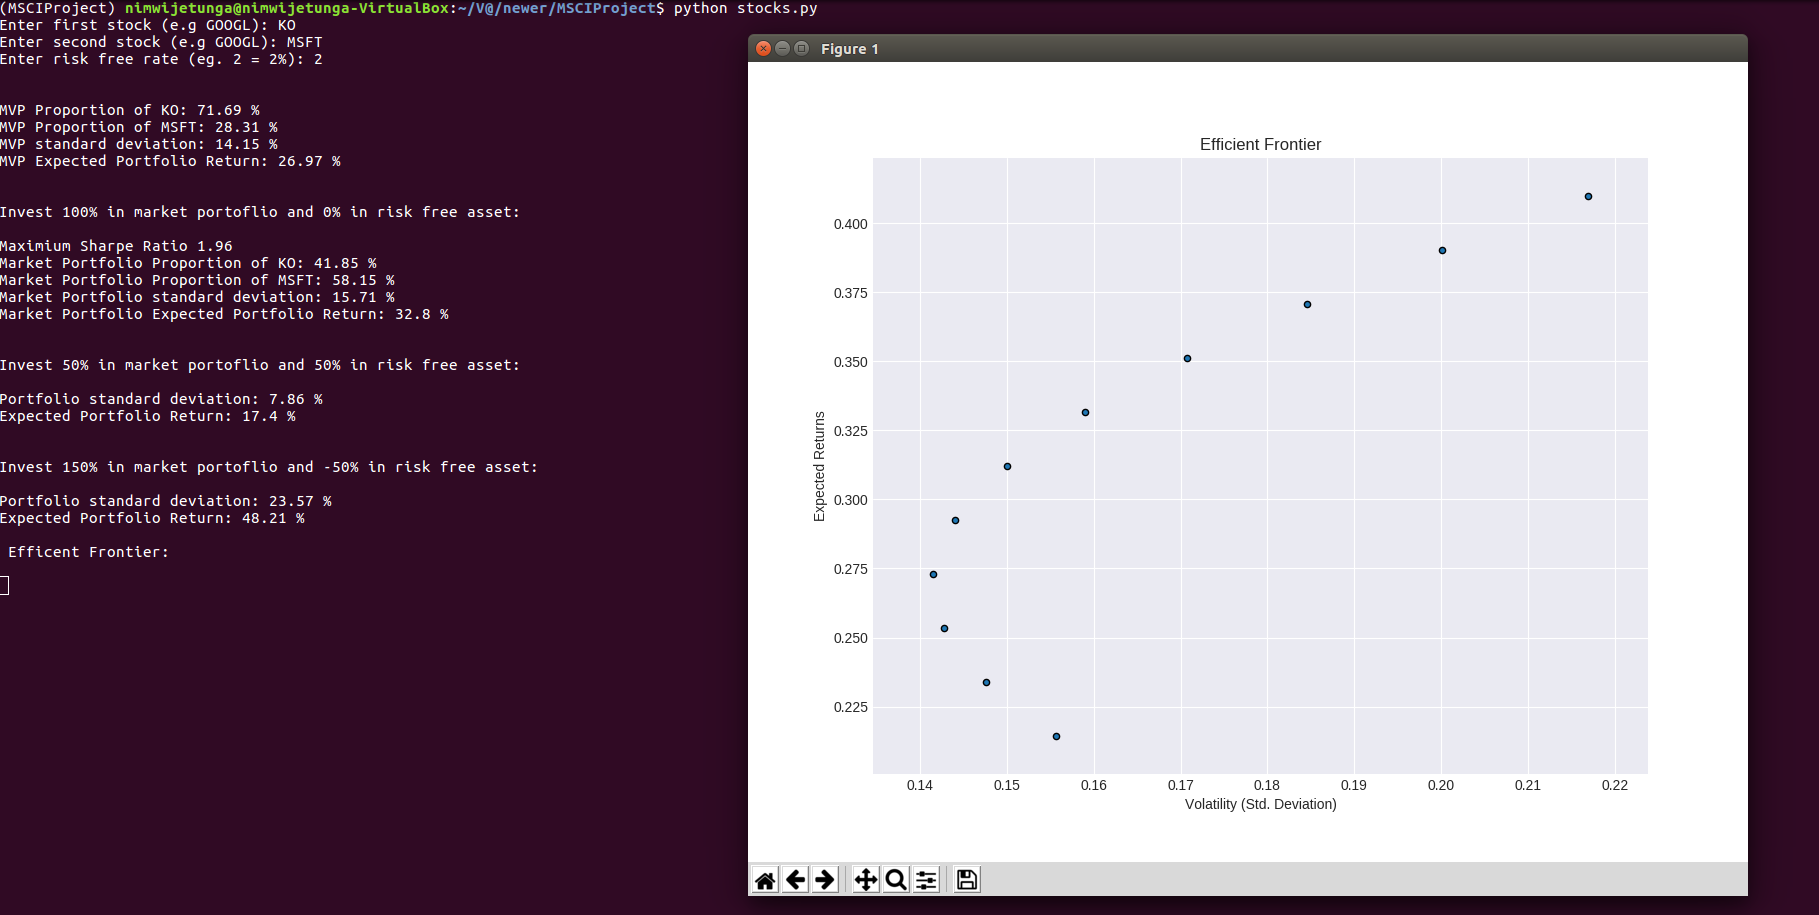 (MSCIProject) nimwijetunga@nimwijetunga-VirtualBox:~/V@/newer/MSCIProject$ python stocks.py
Enter first stock (e.g GOOGL): KO
Enter second stock (e.g GOOGL): MSFT
Enter risk free rate (eg. 2 = 2%): 2
MVP Proportion of KO: 71.69 %
MVP Proportion of MSFT: 28.31 %
MVP standard deviation: 14.15 %
MVP Expected Portfolio Return: 26.97 %
Invest 100% in market portoflio and 0% in risk free asset:
Maximium Sharpe Ratio 1.96
Market Portfolio Proportion of KO: 41.85 %
Market Portfolio Proportion of MSFT: 58.15 %
Market Portfolio standard deviation: 15.71 %
Market Portfolio Expected Portfolio Return: 32.8 %
Invest 50% in market portoflio and 50% in risk free asset:
Portfolio standard deviation: 7.86 %
Expected Portfolio Return: 17.4 %
Invest 150% in market portoflio and -50% in risk free asset:
Portfolio standard deviation: 23.57 %
Expected Portfolio Return: 48.21 %
Efficent Frontier:
Figure 1
Efficient Frontier
0.400
0.375
0.350
0.325
0.300
0.275
0.250
0.225
Expected Returns
0.14 0.15 0.16 0.17 0.18 0.19 0.20 0.21 0.22
Volatility (Std. Deviation)